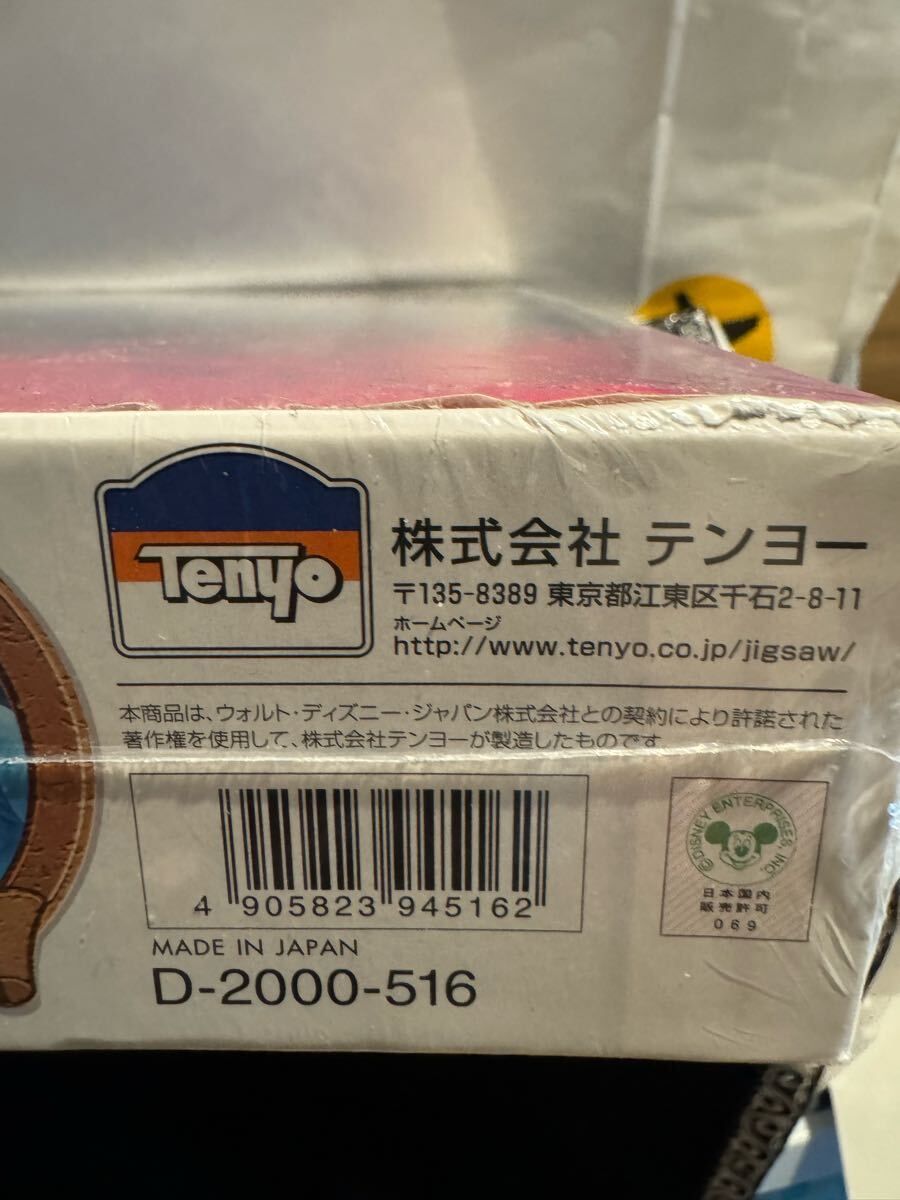 Tenyo
株式会社 テンヨー
〒135-8389 東京都江東区千石2-8-11
ホームページ
http://www.tenyo.co.jp/jigsaw/
本商品は、ウォルト・ディズニー・ジャパン株式会社との契約により許諾された
著作権を使用して、株式会社テンヨーが製造したものです
4 905823 945162
©DISNEY ENTERPRISES, INC.
日本国内
販売許可
069
MADE IN JAPAN
D-2000-516